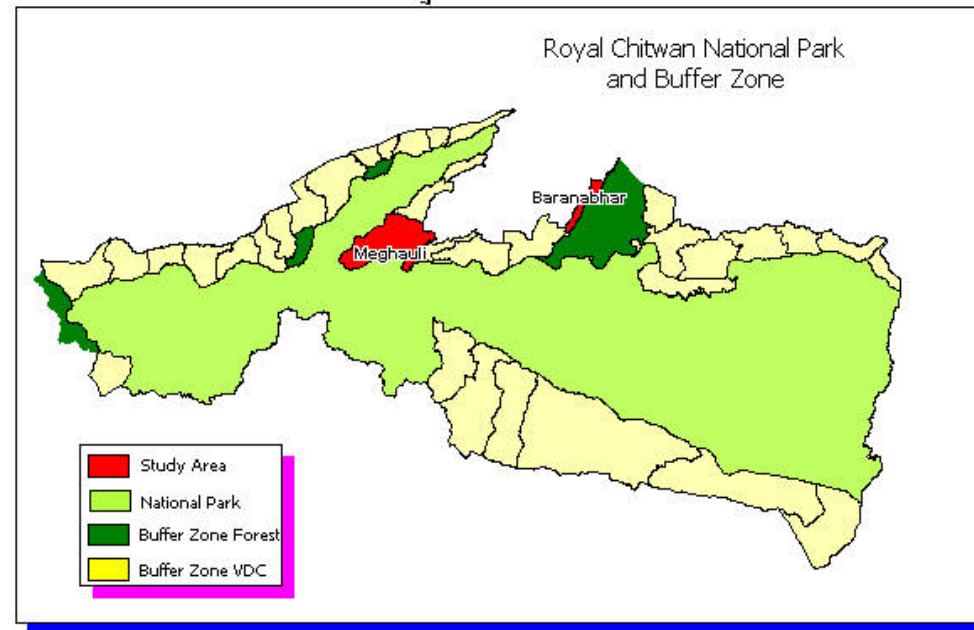 Royal Chitwan National Park
and Buffer Zone
Baranabhar
Meghauli
Study Area
National Park
Buffer Zone Forest
Buffer Zone VDC